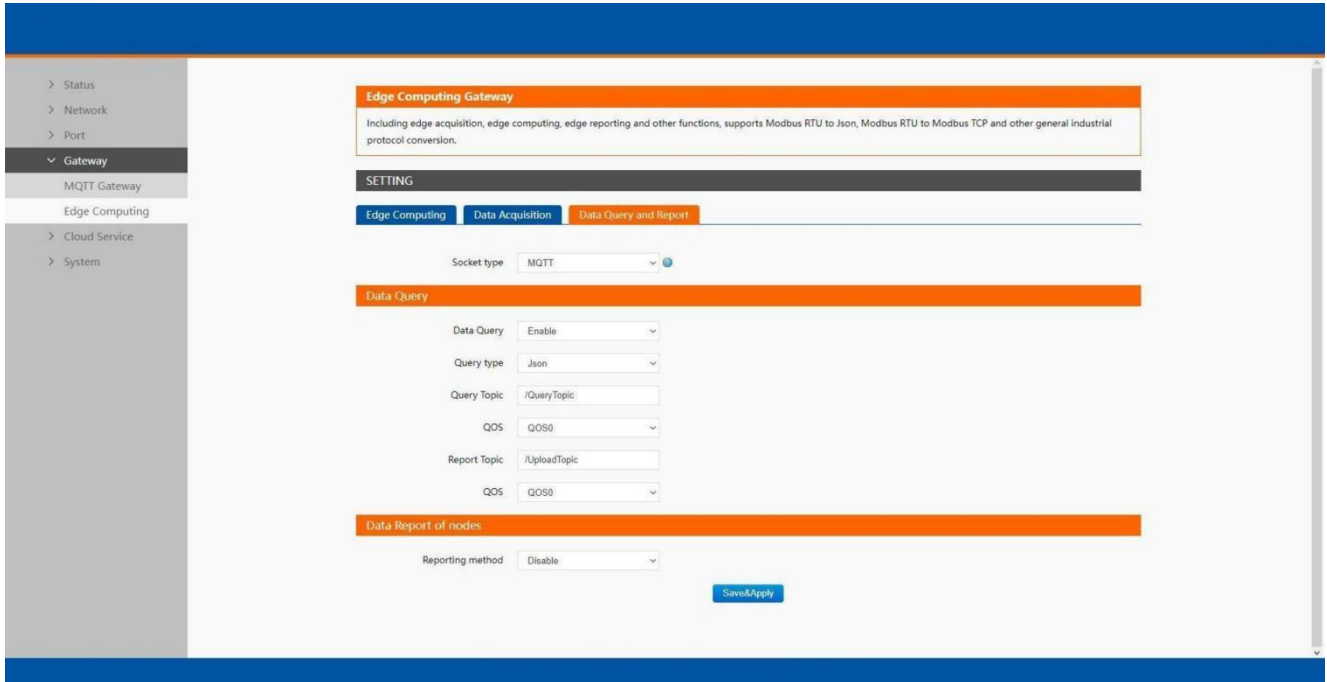 Status
Network
Port
Gateway
MQTT Gateway
Edge Computing
Cloud Service
System
Edge Computing Gateway
Including edge acquisition, edge computing, edge reporting and other functions, supports Modbus RTU to Json, Modbus RTU to Modbus TCP and other general industrial
protocol conversion.
SETTING
Edge Computing Data Acquisition Data Query and Report
Socket type MQTT
Data Query
Data Query Enable
Query type Json
Query Topic /QueryTopic
QOS QOS0
Report Topic /UploadTopic
QOS QOS0
Data Report of nodes
Reporting method Disable
Save&Apply